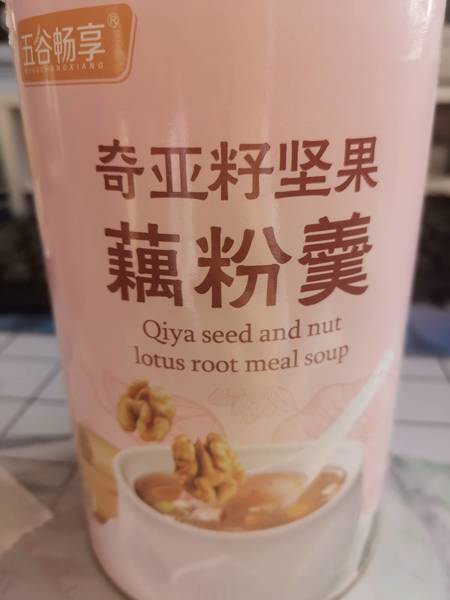 五谷畅享®
WUGUCHANGXIANG
奇亚籽坚果
藕粉羹
Qiya seed and nut
lotus root meal soup